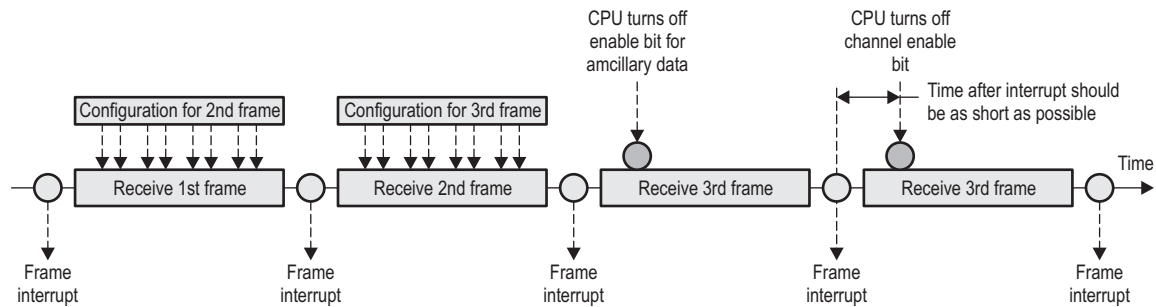 CPU turns off
enable bit for
amcillary data
CPU turns off
channel enable
bit
Time after interrupt should
be as short as possible
Configuration for 2nd frame
Configuration for 3rd frame
Receive 1st frame
Receive 2nd frame
Receive 3rd frame
Receive 3rd frame
Time
Frame
interrupt
Frame
interrupt
Frame
interrupt
Frame
interrupt
Frame
interrupt